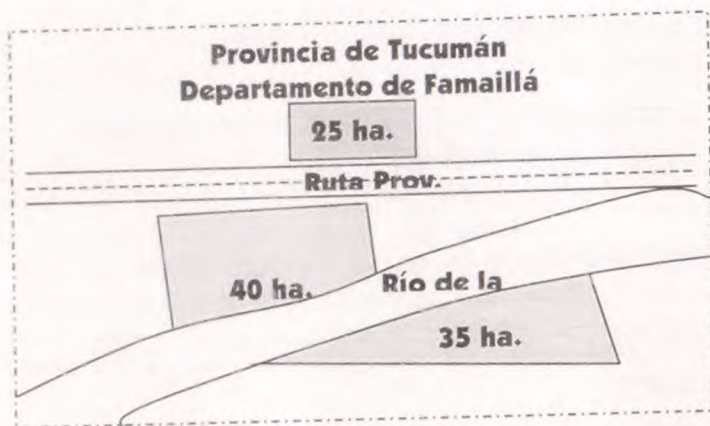 Provincia de Tucumán
Departamento de Famaillá
25 ha.
Ruta Prov.
40 ha.
Río de la
35 ha.